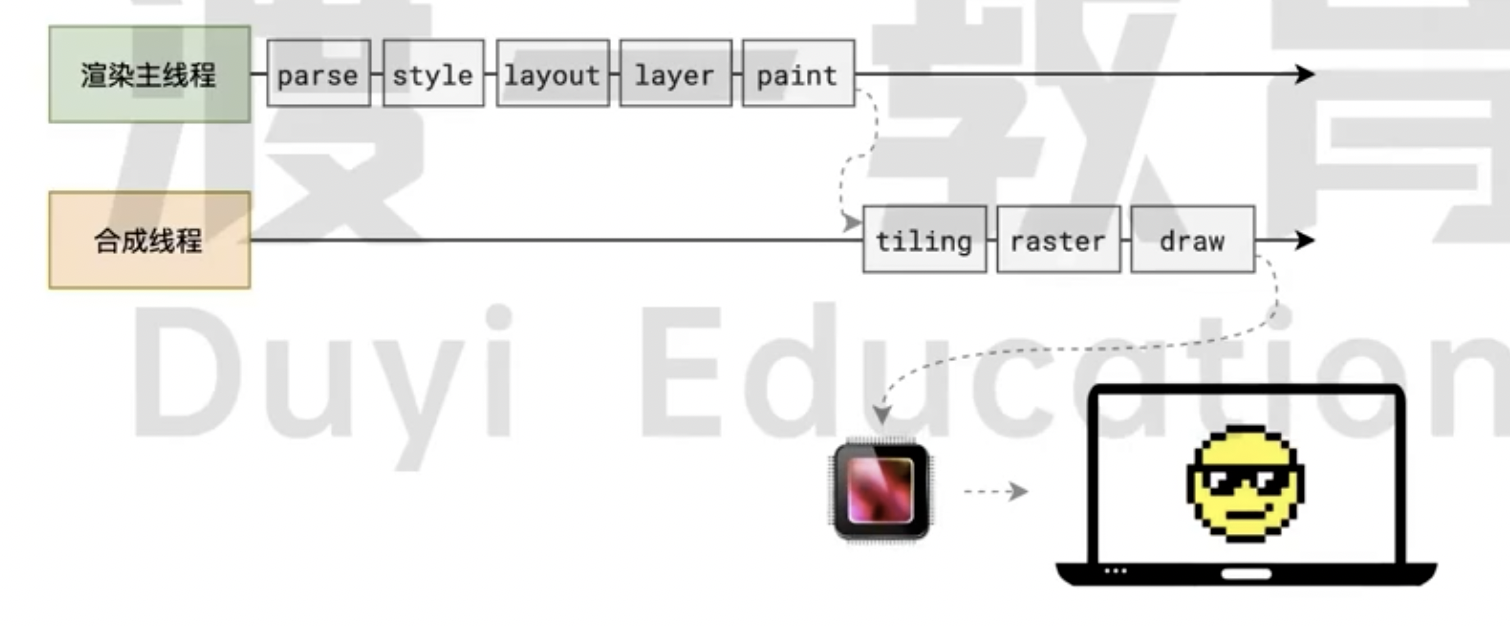 渲染主线程
parse
style
layout
layer
paint
合成线程
tiling
raster
draw
渡一教育
Duyi Education